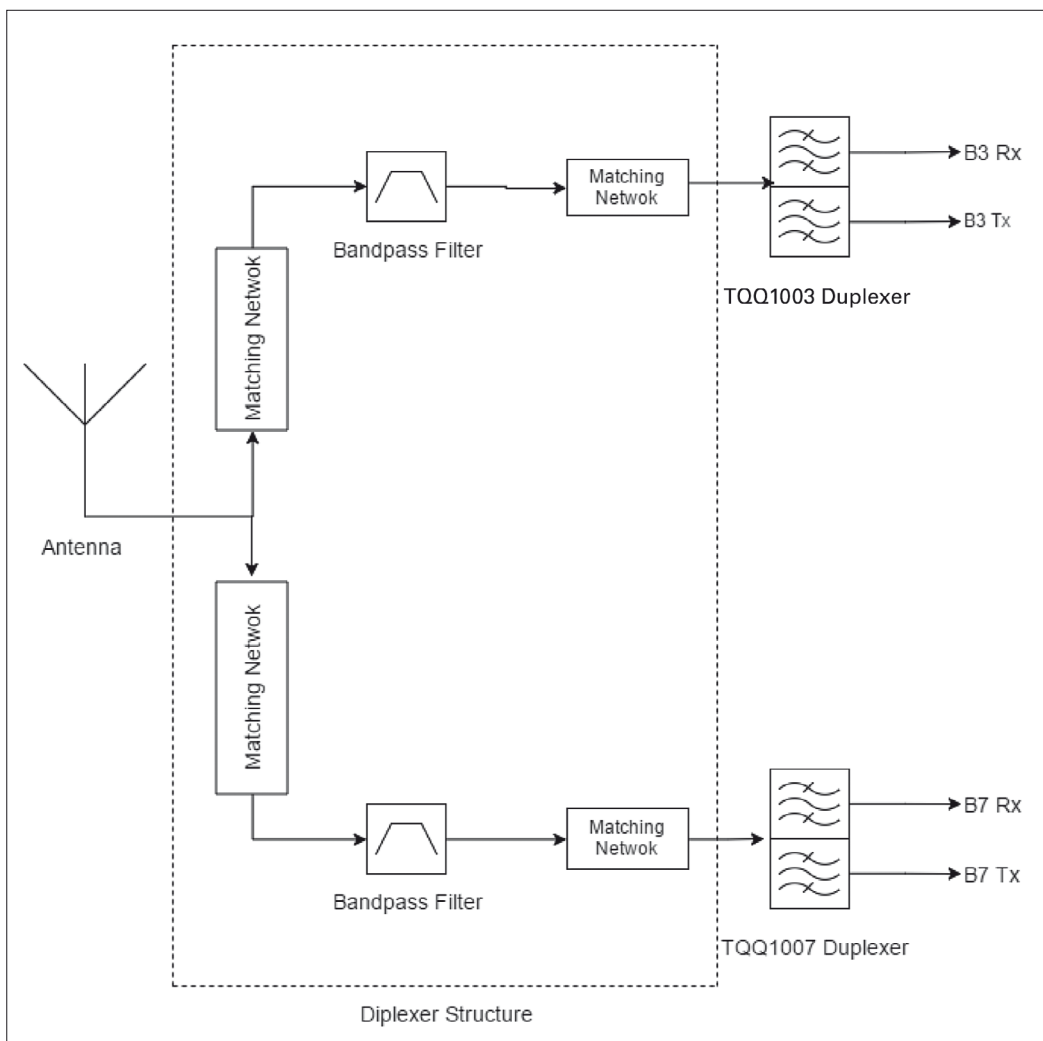 B3 Rx
Matching
Netwok
B3 Tx
Bandpass Filter
Matching Netwok
TQQ1003 Duplexer
Antenna
Matching Netwok
B7 Rx
Matching
Netwok
B7 Tx
Bandpass Filter
TQQ1007 Duplexer
Diplexer Structure